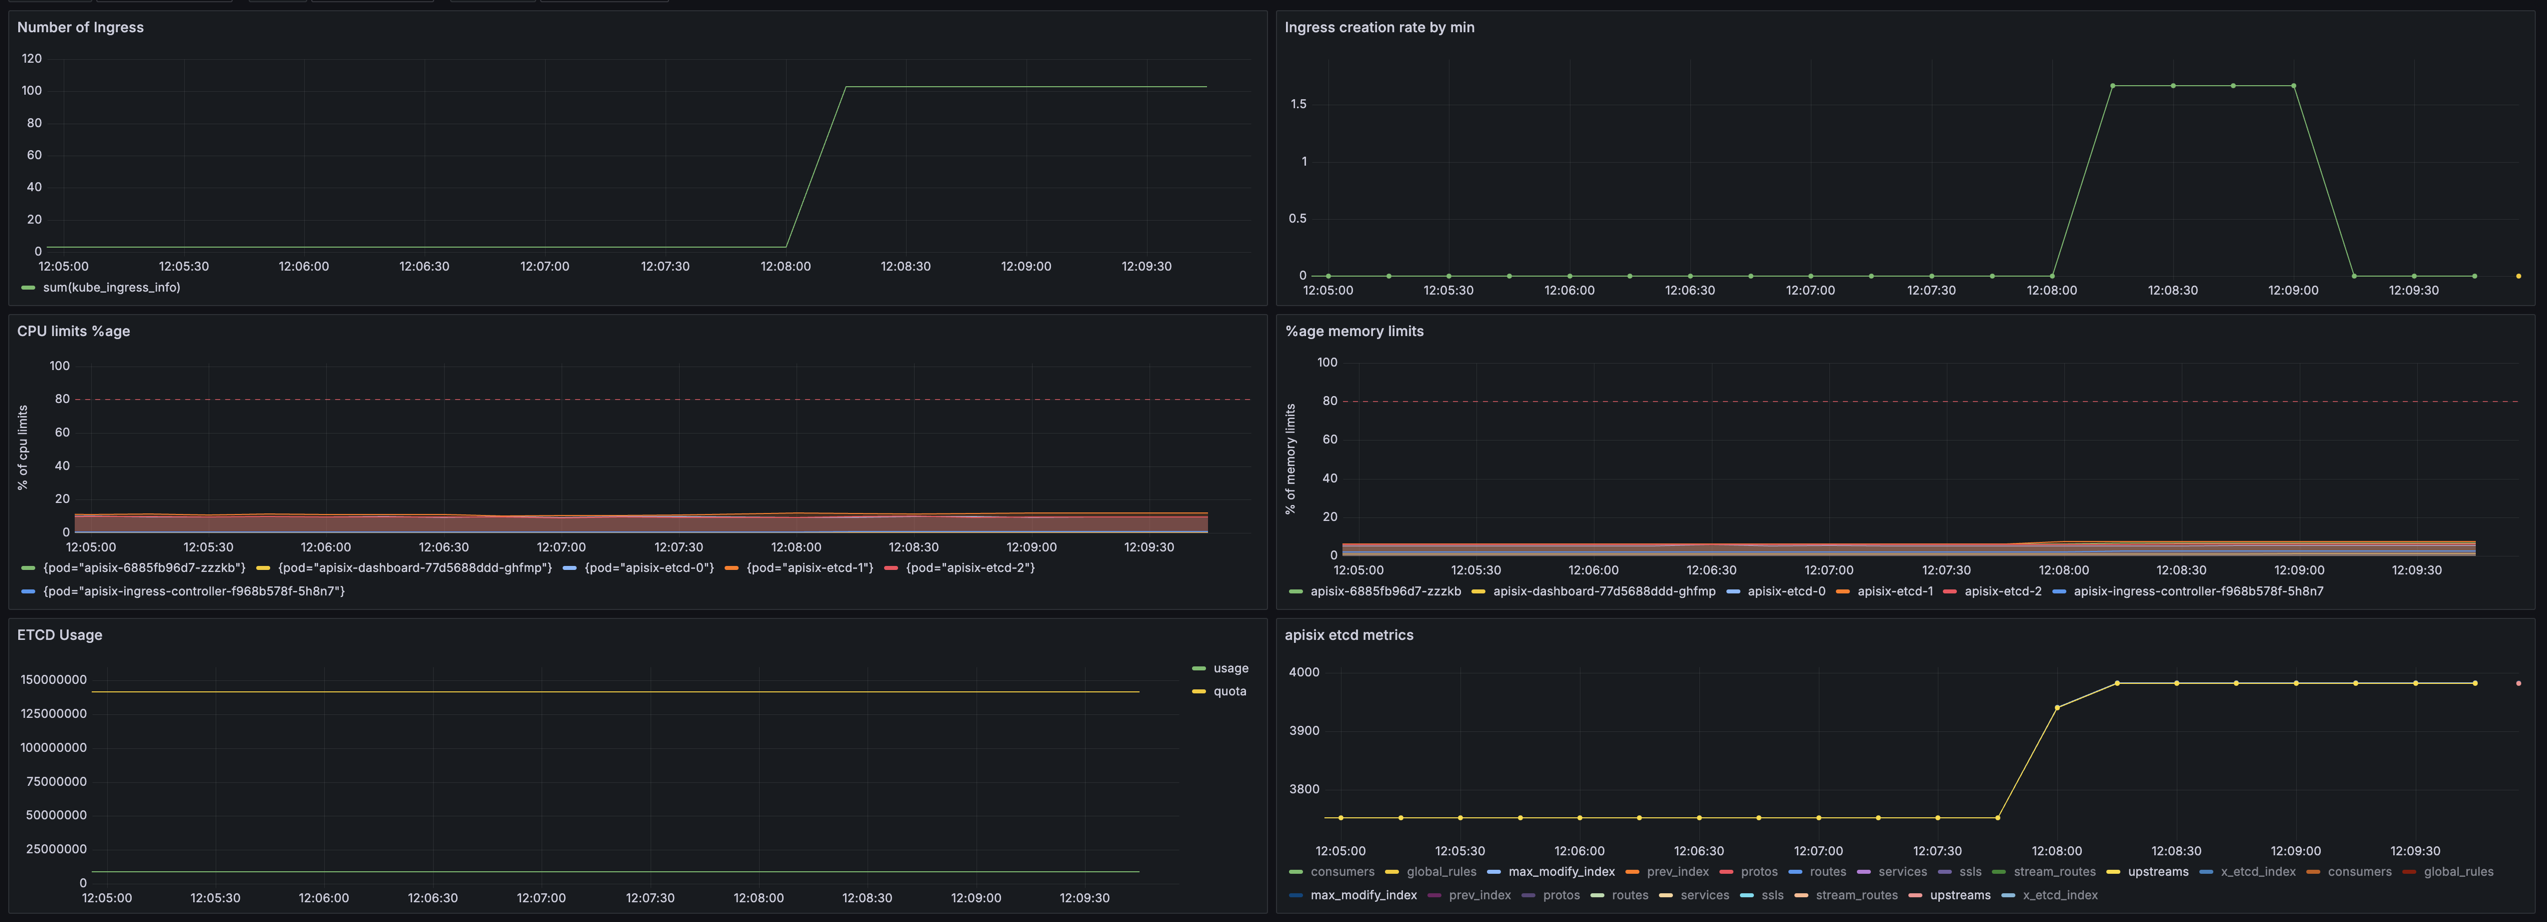 Number of Ingress
120
100
80
60
40
20
0
12:05:00 12:05:30 12:06:00 12:06:30 12:07:00 12:07:30 12:08:00 12:08:30 12:09:00 12:09:30
sum(kube_ingress_info)
Ingress creation rate by min
1.5
1
0.5
0
12:05:00 12:05:30 12:06:00 12:06:30 12:07:00 12:07:30 12:08:00 12:08:30 12:09:00 12:09:30
CPU limits %age
% of cpu limits
100
80
60
40
20
0
12:05:00 12:05:30 12:06:00 12:06:30 12:07:00 12:07:30 12:08:00 12:08:30 12:09:00 12:09:30
{pod="apisix-6885fb96d7-zzzkb"} {pod="apisix-dashboard-77d5688ddd-ghfmp"} {pod="apisix-etcd-0"} {pod="apisix-etcd-1"} {pod="apisix-etcd-2"}
{pod="apisix-ingress-controller-f968b578f-5h8n7"}
%age memory limits
% of memory limits
100
80
60
40
20
0
12:05:00 12:05:30 12:06:00 12:06:30 12:07:00 12:07:30 12:08:00 12:08:30 12:09:00 12:09:30
apisix-6885fb96d7-zzzkb apisix-dashboard-77d5688ddd-ghfmp apisix-etcd-0 apisix-etcd-1 apisix-etcd-2 apisix-ingress-controller-f968b578f-5h8n7
ETCD Usage
150000000
125000000
100000000
75000000
50000000
25000000
0
12:05:00 12:05:30 12:06:00 12:06:30 12:07:00 12:07:30 12:08:00 12:08:30 12:09:00 12:09:30
usage
quota
apisix etcd metrics
4000
3900
3800
12:05:00 12:05:30 12:06:00 12:06:30 12:07:00 12:07:30 12:08:00 12:08:30 12:09:00 12:09:30
consumers global_rules max_modify_index prev_index protos routes services ssls stream_routes upstreams x_etcd_index consumers global_rules
max_modify_index prev_index protos routes services ssls stream_routes upstreams x_etcd_index